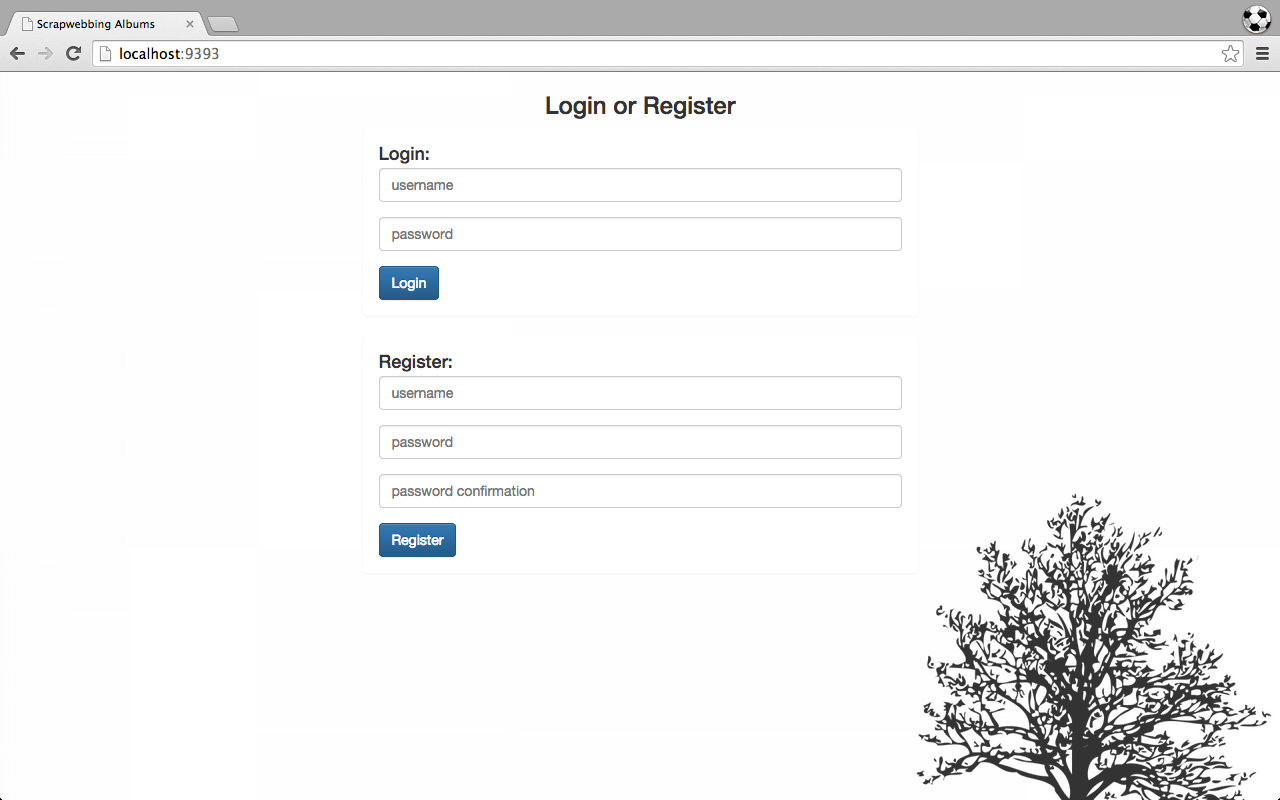 Scrapwebbing Albums
localhost:9393
Login or Register
Login:
username
password
Login
Register:
username
password
password confirmation
Register